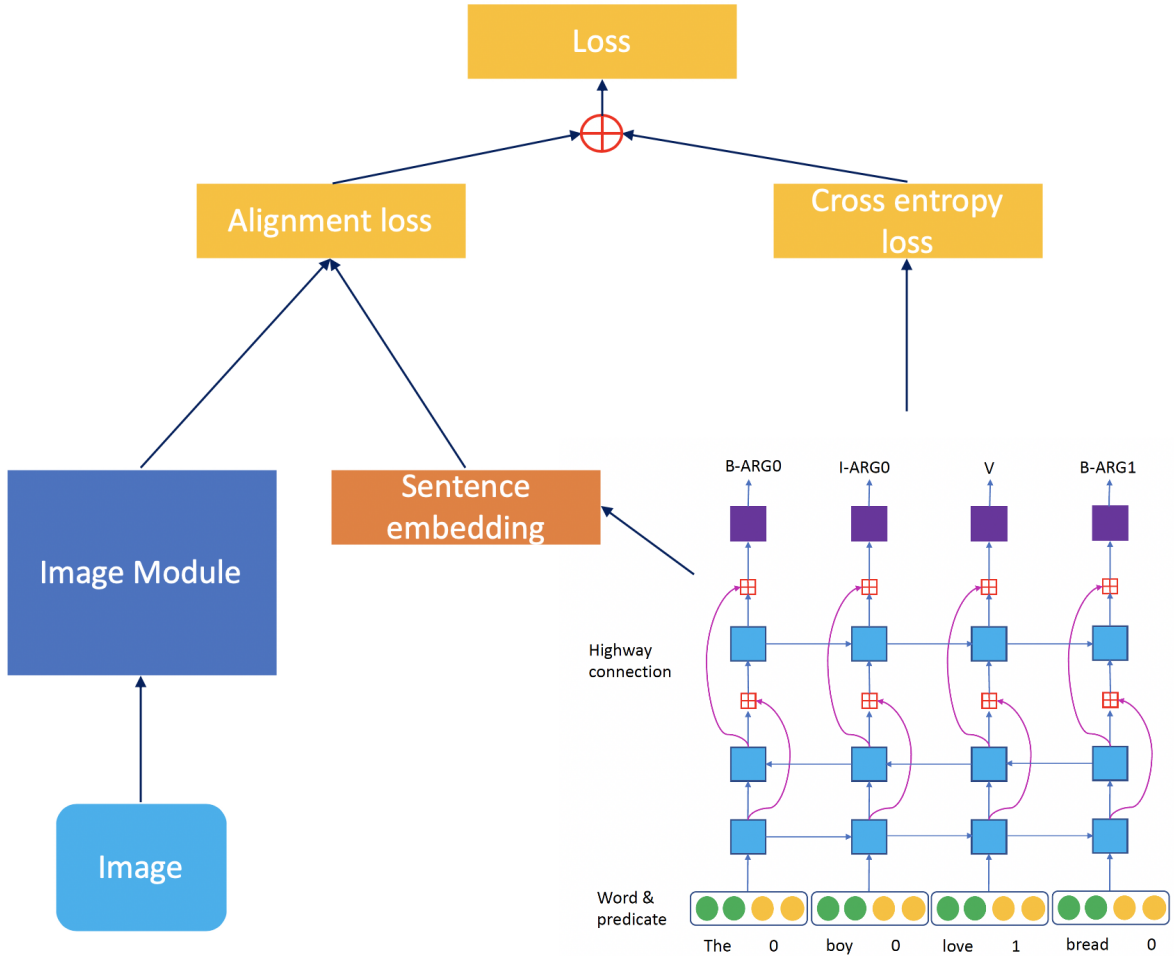 Loss
Alignment loss
Cross entropy
loss
Image Module
Sentence
embedding
B-ARG0 I-ARG0 V B-ARG1
Highway
connection
Image
Word &
predicate
The 0 boy 0 love 1 bread 0